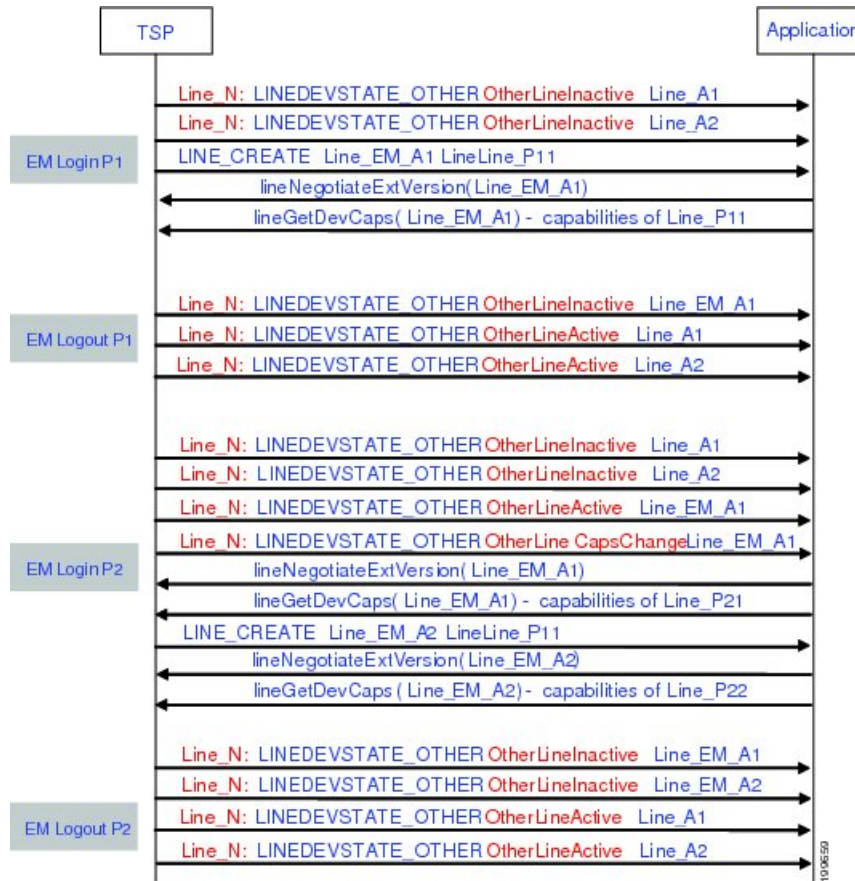 TSP
Application
Line_N: LINEDEVSTATE_OTHER OtherLineInactive Line_A1
Line_N: LINEDEVSTATE_OTHER OtherLineInactive Line_A2
EM Login P1
LINE_CREATE Line_EM_A1 LineLine_P11
lineNegotiateExtVersion(Line_EM_A1)
lineGetDevCaps( Line_EM_A1) - capabilities of Line_P11
Line_N: LINEDEVSTATE_OTHER OtherLineInactive Line_EM_A1
EM Logout P1
Line_N: LINEDEVSTATE_OTHER OtherLineActive Line_A1
Line_N: LINEDEVSTATE_OTHER OtherLineActive Line_A2
Line_N: LINEDEVSTATE_OTHER OtherLineInactive Line_A1
Line_N: LINEDEVSTATE_OTHER OtherLineInactive Line_A2
Line_N: LINEDEVSTATE_OTHER OtherLineActive Line_EM_A1
Line_N: LINEDEVSTATE_OTHER OtherLine CapsChangeLine_EM_A1
EM Login P2
lineNegotiateExtVersion( Line_EM_A1)
lineGetDevCaps( Line_EM_A1) - capabilities of Line_P21
LINE_CREATE Line_EM_A2 LineLine_P11
lineNegotiateExtVersion( Line_EM_A2)
lineGetDevCaps ( Line_EM_A2) - capabilities of Line_P22
Line_N: LINEDEVSTATE_OTHER OtherLineInactive Line_EM_A1
Line_N: LINEDEVSTATE_OTHER OtherLineInactive Line_EM_A2
EM Logout P2
Line_N: LINEDEVSTATE_OTHER OtherLineActive Line_A1
Line_N: LINEDEVSTATE_OTHER OtherLineActive Line_A2
199659